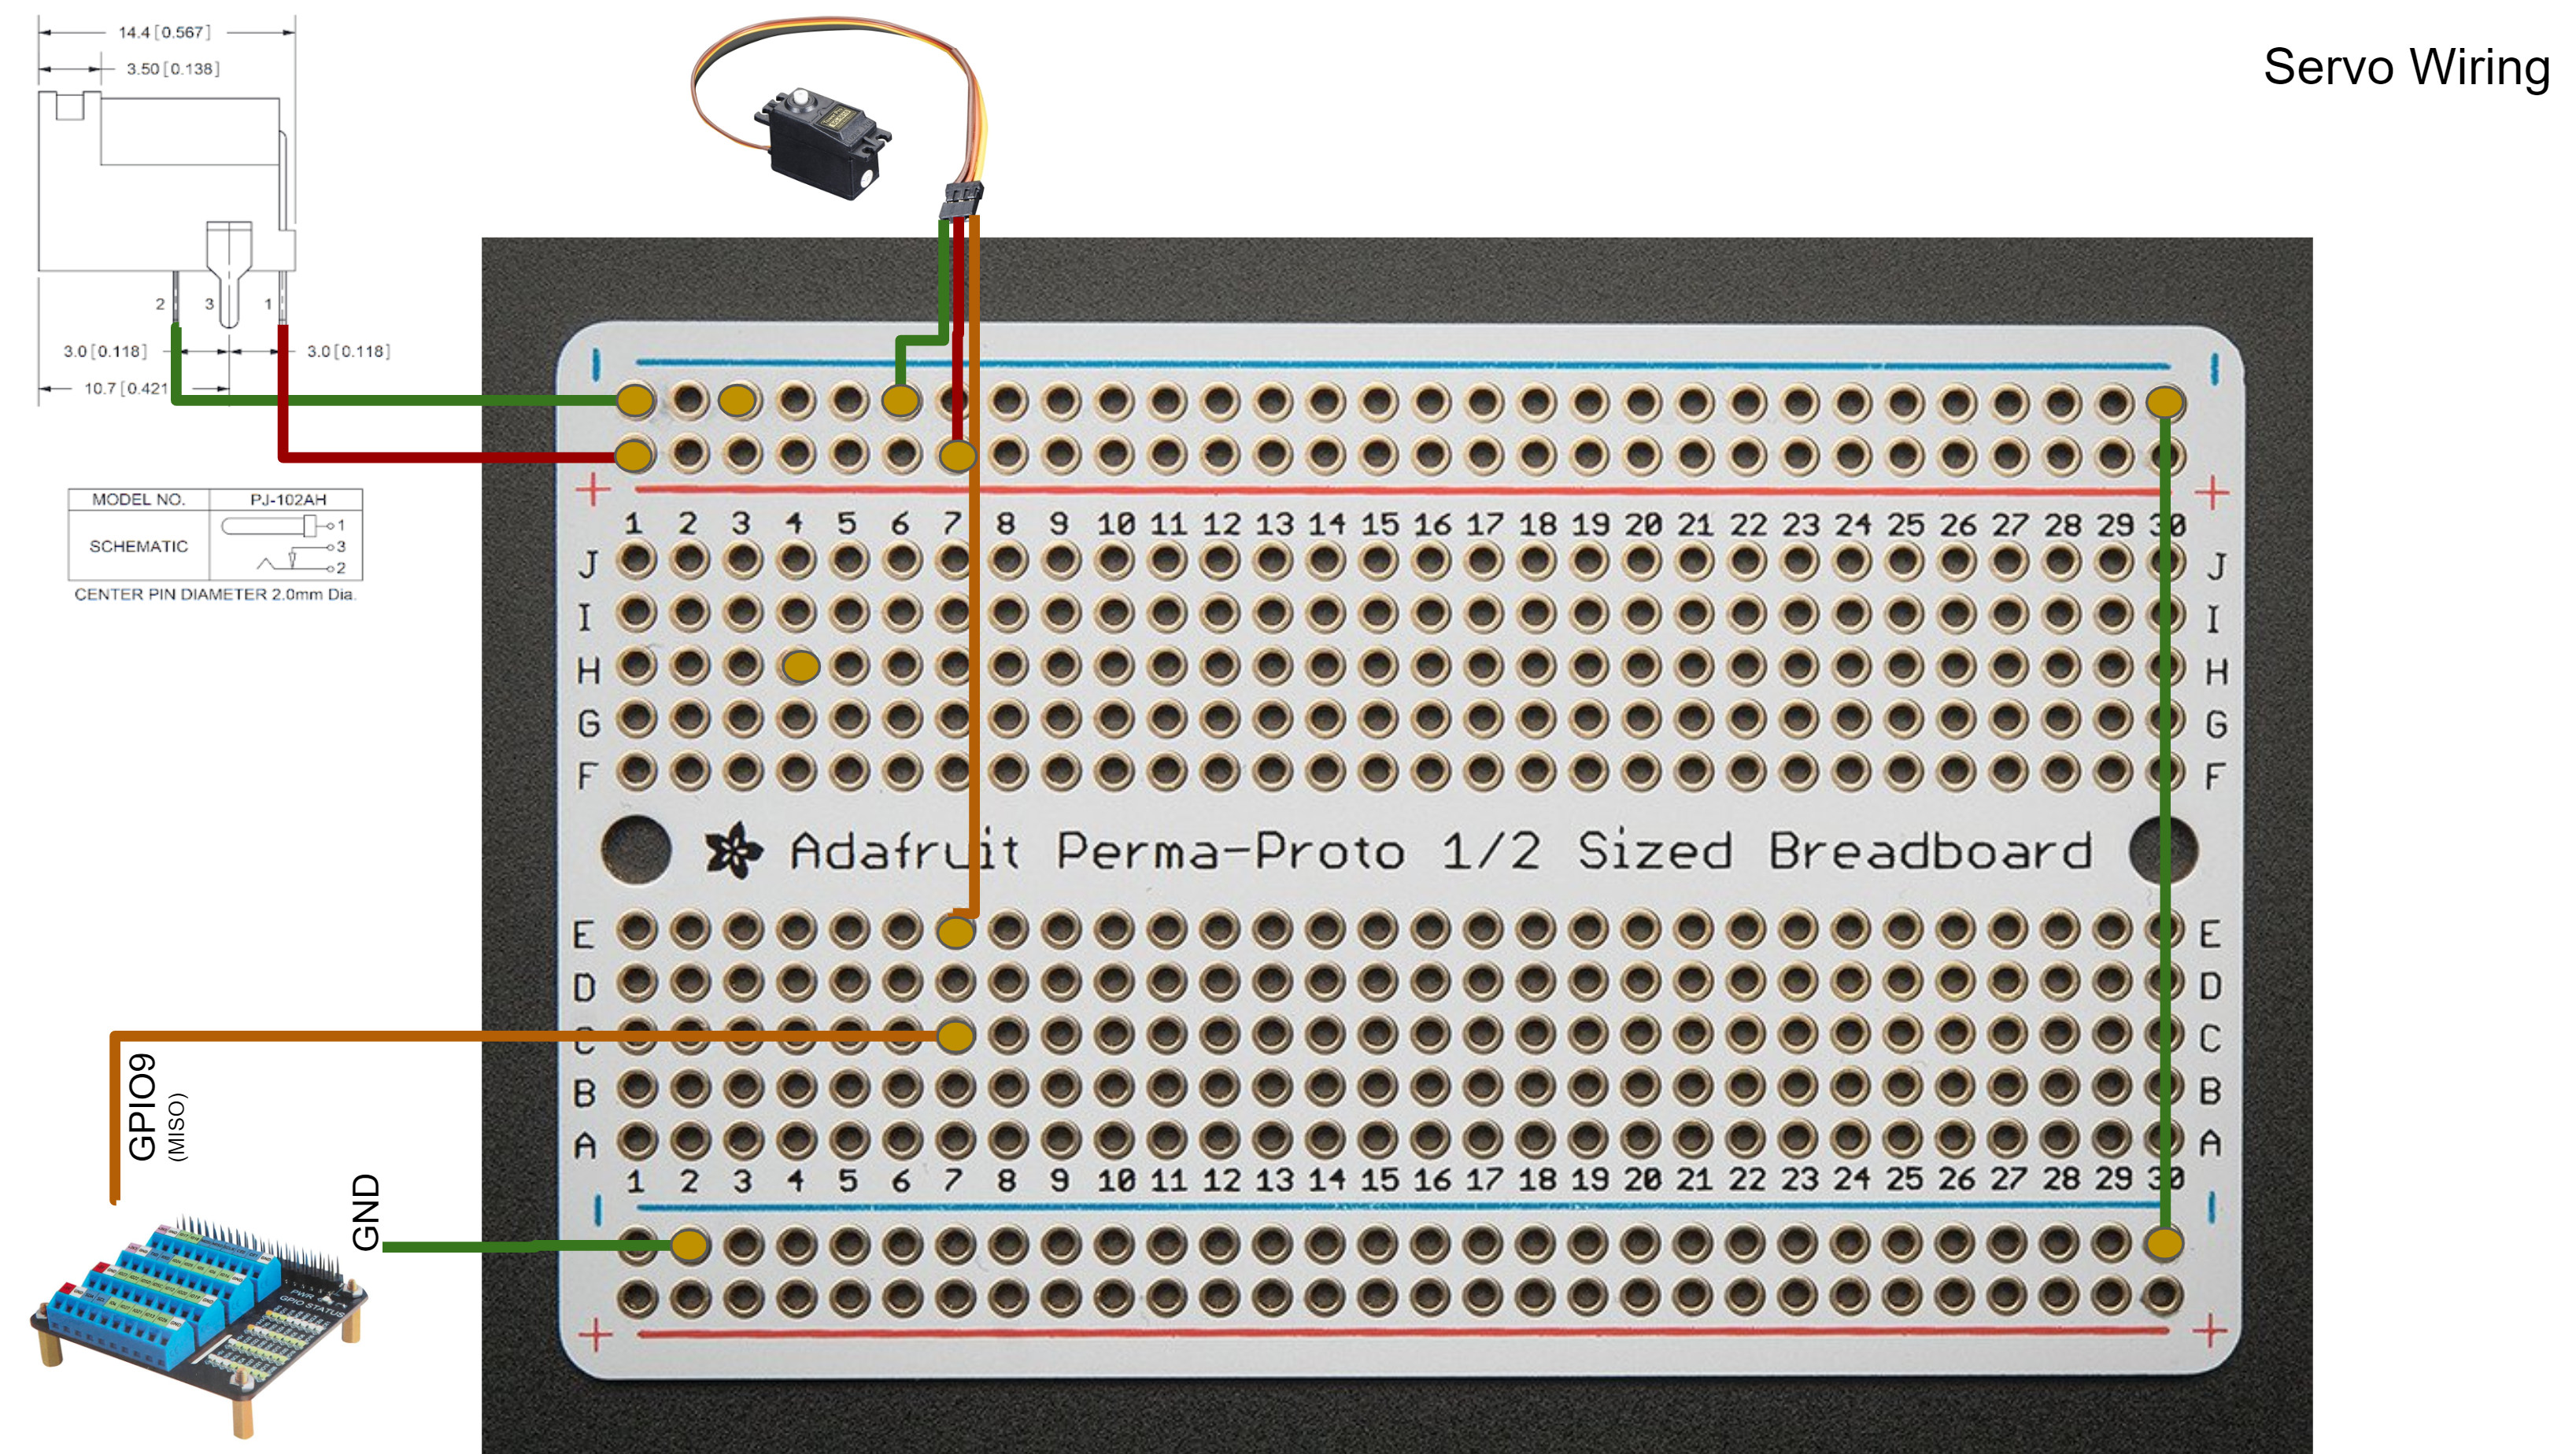 Servo Wiring
14.4[0.567]
3.50[0.138]
2 3 1
3.0[0.118] 3.0[0.118]
10.7[0.421
MODEL NO. PJ-102AH
SCHEMATIC 1 3 2
CENTER PIN DIAMETER 2.0mm Dia.
+ +
1 2 3 4 5 6 7 8 9 10 11 12 13 14 15 16 17 18 19 20 21 22 23 24 25 26 27 28 29 30
J J
I I
H H
G G
F F
Adafruit Perma-Proto 1/2 Sized Breadboard
E E
D D
C C
B B
A A
1 2 3 4 5 6 7 8 9 10 11 12 13 14 15 16 17 18 19 20 21 22 23 24 25 26 27 28 29 30
+ +
GPIO9
(MISO)
GND
PWR
GPIO STATUS